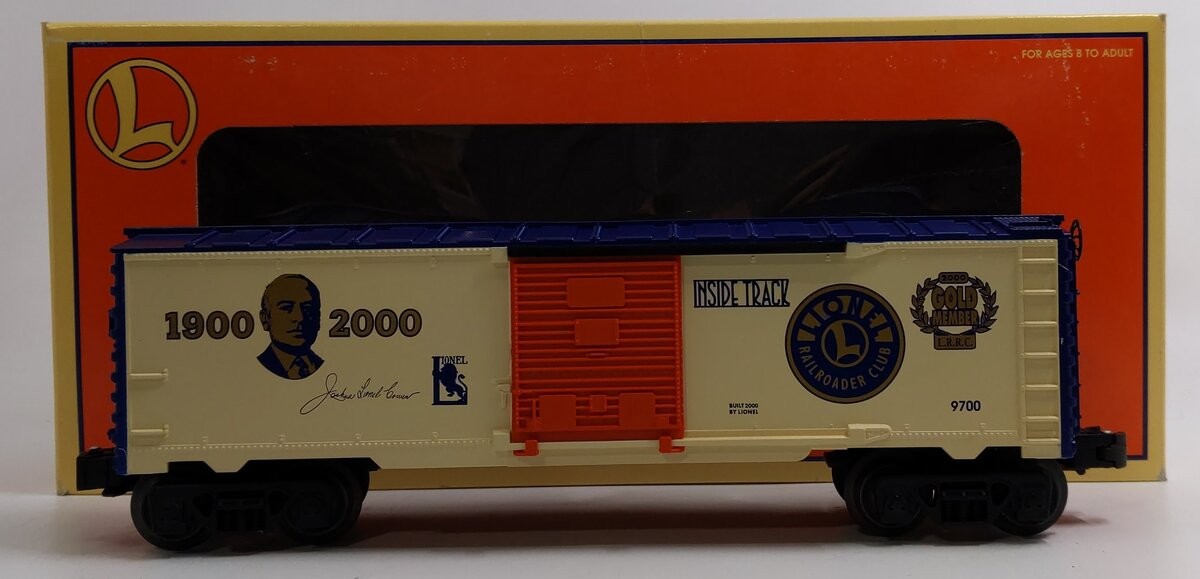 FOR AGES 8 TO ADULT
L
1900 2000
Joshua Lionel Cowen
LIONEL
INSIDE TRACK
LIONEL
L
RAILROADER CLUB
2000
GOLD
MEMBER
L.R.R.C.
BUILT 2000
BY LIONEL
9700